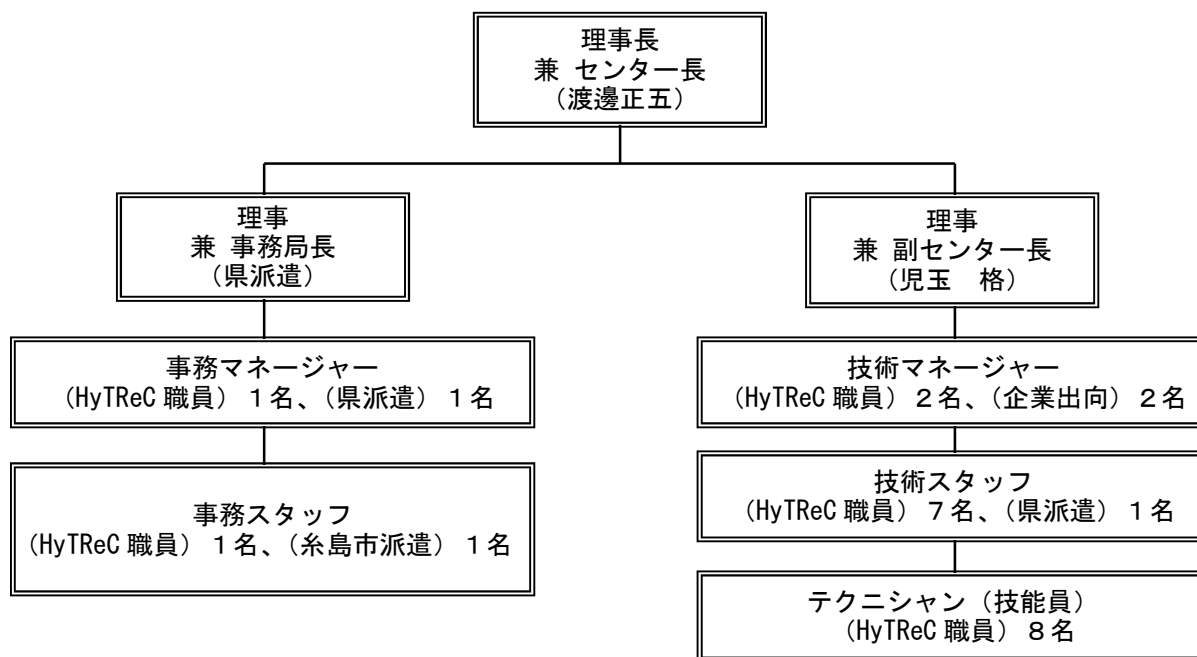 理事長
兼 センター長
(渡邊正五)
理事
兼 事務局長
(県派遣)
理事
兼 副センター長
(児玉　格)
事務マネージャー
(HyTReC 職員) １名、(県派遣) １名
技術マネージャー
(HyTReC 職員) ２名、(企業出向) ２名
事務スタッフ
(HyTReC 職員) １名、(糸島市派遣) １名
技術スタッフ
(HyTReC 職員) ７名、(県派遣) １名
テクニシャン (技能員)
(HyTReC 職員) ８名